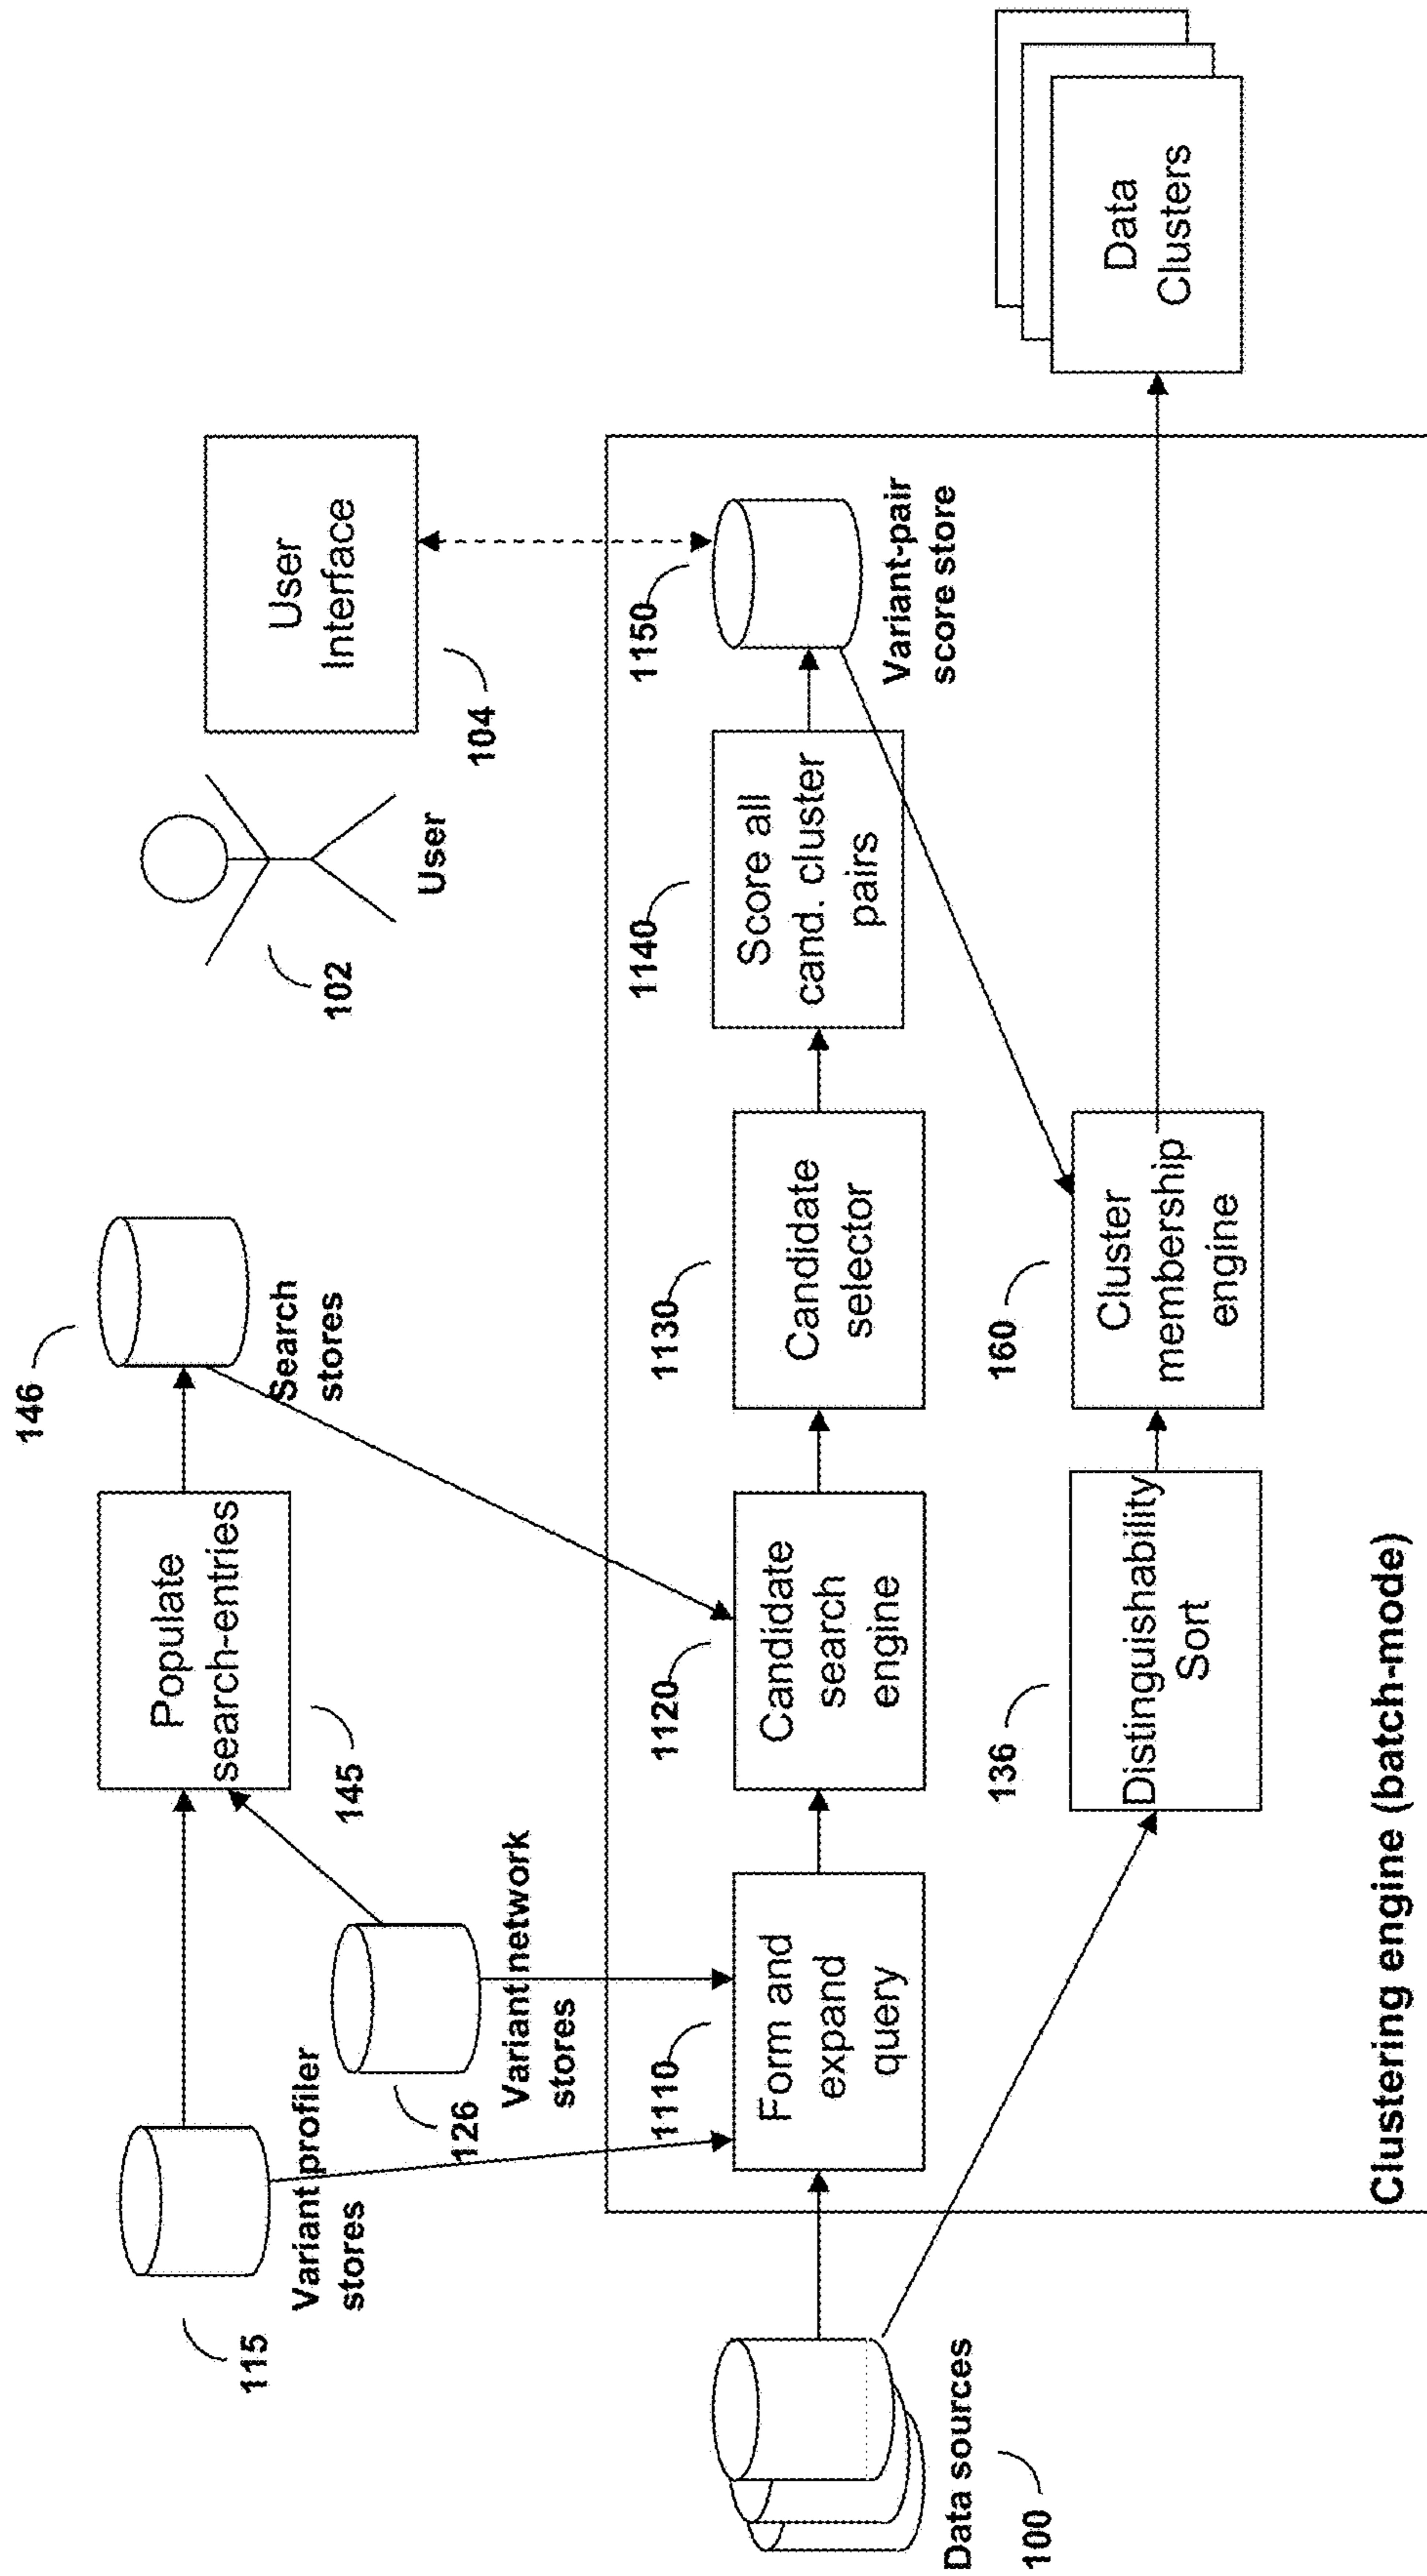 146
Search
stores
Populate
search-entries
145
115
Variant profiler
stores
126
Variant network
stores
102
User
User
Interface
104
Data sources
100
1110
Form and
expand
query
1120
Candidate
search
engine
1130
Candidate
selector
1140
Score all
cand. cluster
pairs
1150
Variant-pair
score store
136
Distinguishability
Sort
160
Cluster
membership
engine
Data
Clusters
Clustering engine (batch-mode)